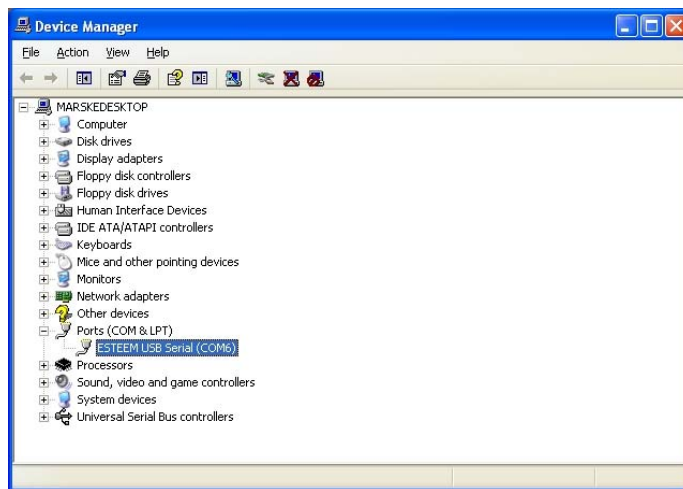 Device Manager
File Action View Help
MARSKEDESKTOP
Computer
Disk drives
Display adapters
Floppy disk controllers
Floppy disk drives
Human Interface Devices
IDE ATA/ATAPI controllers
Keyboards
Mice and other pointing devices
Monitors
Network adapters
Other devices
Ports (COM & LPT)
ESTEEM USB Serial (COM6)
Processors
Sound, video and game controllers
System devices
Universal Serial Bus controllers